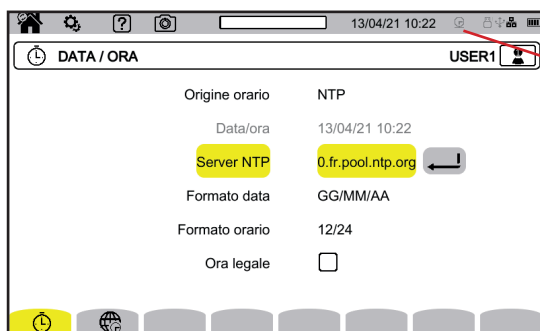 13/04/21 10:22
DATA / ORA USER1
Origine orario NTP
Data/ora 13/04/21 10:22
Server NTP 0.fr.pool.ntp.org
Formato data GG/MM/AA
Formato orario 12/24
Ora legale